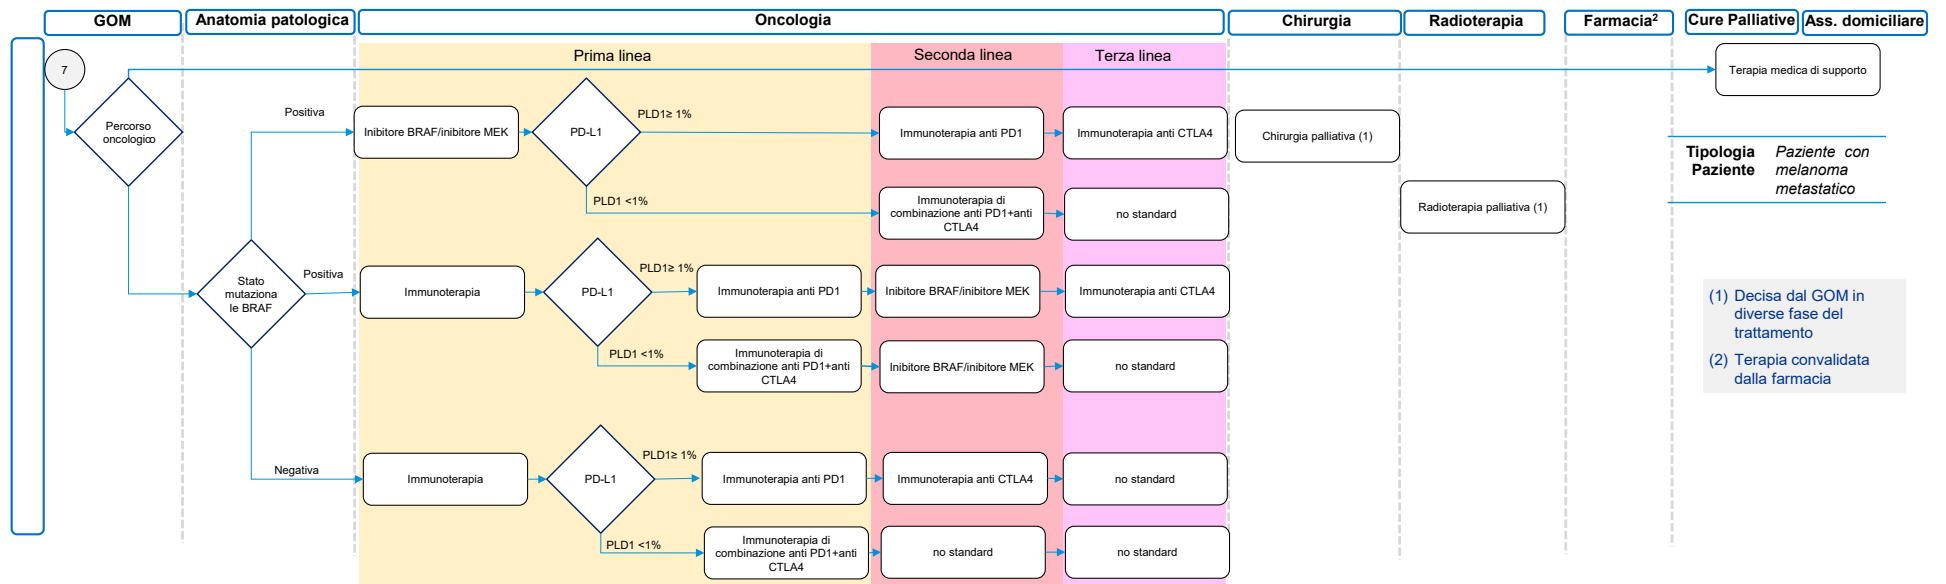 GOM
Anatomia patologica
Oncologia
Chirurgia
Radioterapia
Farmacia2
Cure Palliative
Ass. domiciliare
Prima linea
Seconda linea
Terza linea
7
Terapia medica di supporto
Percorso
oncologico
Positiva
Inibitore BRAF/inibitore MEK
PD-L1
PLD1≥ 1%
Immunoterapia anti PD1
Immunoterapia anti CTLA4
Chirurgia palliativa (1)
Tipologia
Paziente
Paziente con
melanoma
metastatico
PLD1 <1%
Immunoterapia di
combinazione anti PD1+anti
CTLA4
no standard
Radioterapia palliativa (1)
Stato
mutaziona
le BRAF
Positiva
Immunoterapia
PD-L1
PLD1≥ 1%
Immunoterapia anti PD1
Inibitore BRAF/inibitore MEK
Immunoterapia anti CTLA4
PLD1 <1%
Immunoterapia di
combinazione anti PD1+anti
CTLA4
Inibitore BRAF/inibitore MEK
no standard
(1) Decisa dal GOM in
diverse fase del
trattamento
(2) Terapia convalidata
dalla farmacia
Negativa
Immunoterapia
PD-L1
PLD1≥ 1%
Immunoterapia anti PD1
Immunoterapia anti CTLA4
no standard
PLD1 <1%
Immunoterapia di
combinazione anti PD1+anti
CTLA4
no standard
no standard